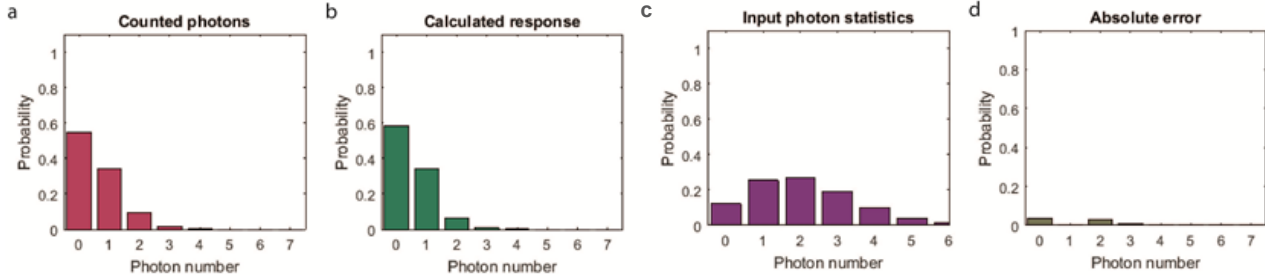 a
Counted photons
Probability
1
0.8
0.6
0.4
0.2
0
0 1 2 3 4 5 6 7
Photon number
b
Calculated response
Probability
1
0.8
0.6
0.4
0.2
0
0 1 2 3 4 5 6 7
Photon number
c
Input photon statistics
Probability
1
0.8
0.6
0.4
0.2
0
0 1 2 3 4 5 6
Photon number
d
Absolute error
Probability
1
0.8
0.6
0.4
0.2
0
0 1 2 3 4 5 6 7
Photon number